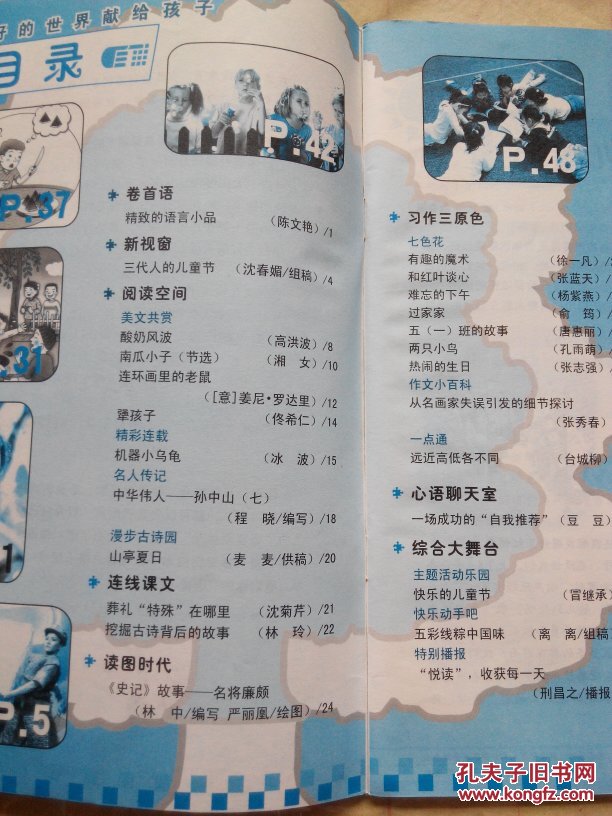 好的世界献给孩子
目录
P.42
P.37
P.31
1
P.5
卷首语
精致的语言小品 (陈文艳)/1
新视窗
三代人的儿童节 (沈春媚/组稿)/4
阅读空间
美文共赏
酸奶风波 (高洪波)/8
南瓜小子(节选) (湘 女)/10
连环画里的老鼠
([意]姜尼·罗达里)/12
犟孩子 (佟希仁)/14
精彩连载
机器小乌龟 (冰 波)/15
名人传记
中华伟人——孙中山(七)
(程 晓/编写)/18
漫步古诗园
山亭夏日 (麦 麦/供稿)/20
连线课文
葬礼“特殊”在哪里 (沈菊芹)/21
挖掘古诗背后的故事 (林 玲)/22
读图时代
《史记》故事——名将廉颇
(林 中/编写 严丽凰/绘图)/24
P.48
习作三原色
七色花
有趣的魔术 (徐一凡)/
和红叶谈心 (张蓝天)/
难忘的下午 (杨紫燕)/
过家家 (俞 筠)/
五(一)班的故事 (唐惠丽)/
两只小鸟 (孔雨萌)/
热闹的生日 (张志强)/
作文小百科
从名画家失误引发的细节探讨
(张秀春)
一点通
远近高低各不同 (台城柳)/
心语聊天室
一场成功的“自我推荐” (豆 豆)
综合大舞台
主题活动乐园
快乐的儿童节 (冒继承)
快乐动手吧
五彩线粽中国味 (离 离/组稿
特别播报
“悦读”,收获每一天
(邢昌之/播报
孔夫子旧书网
www.kongfz.com